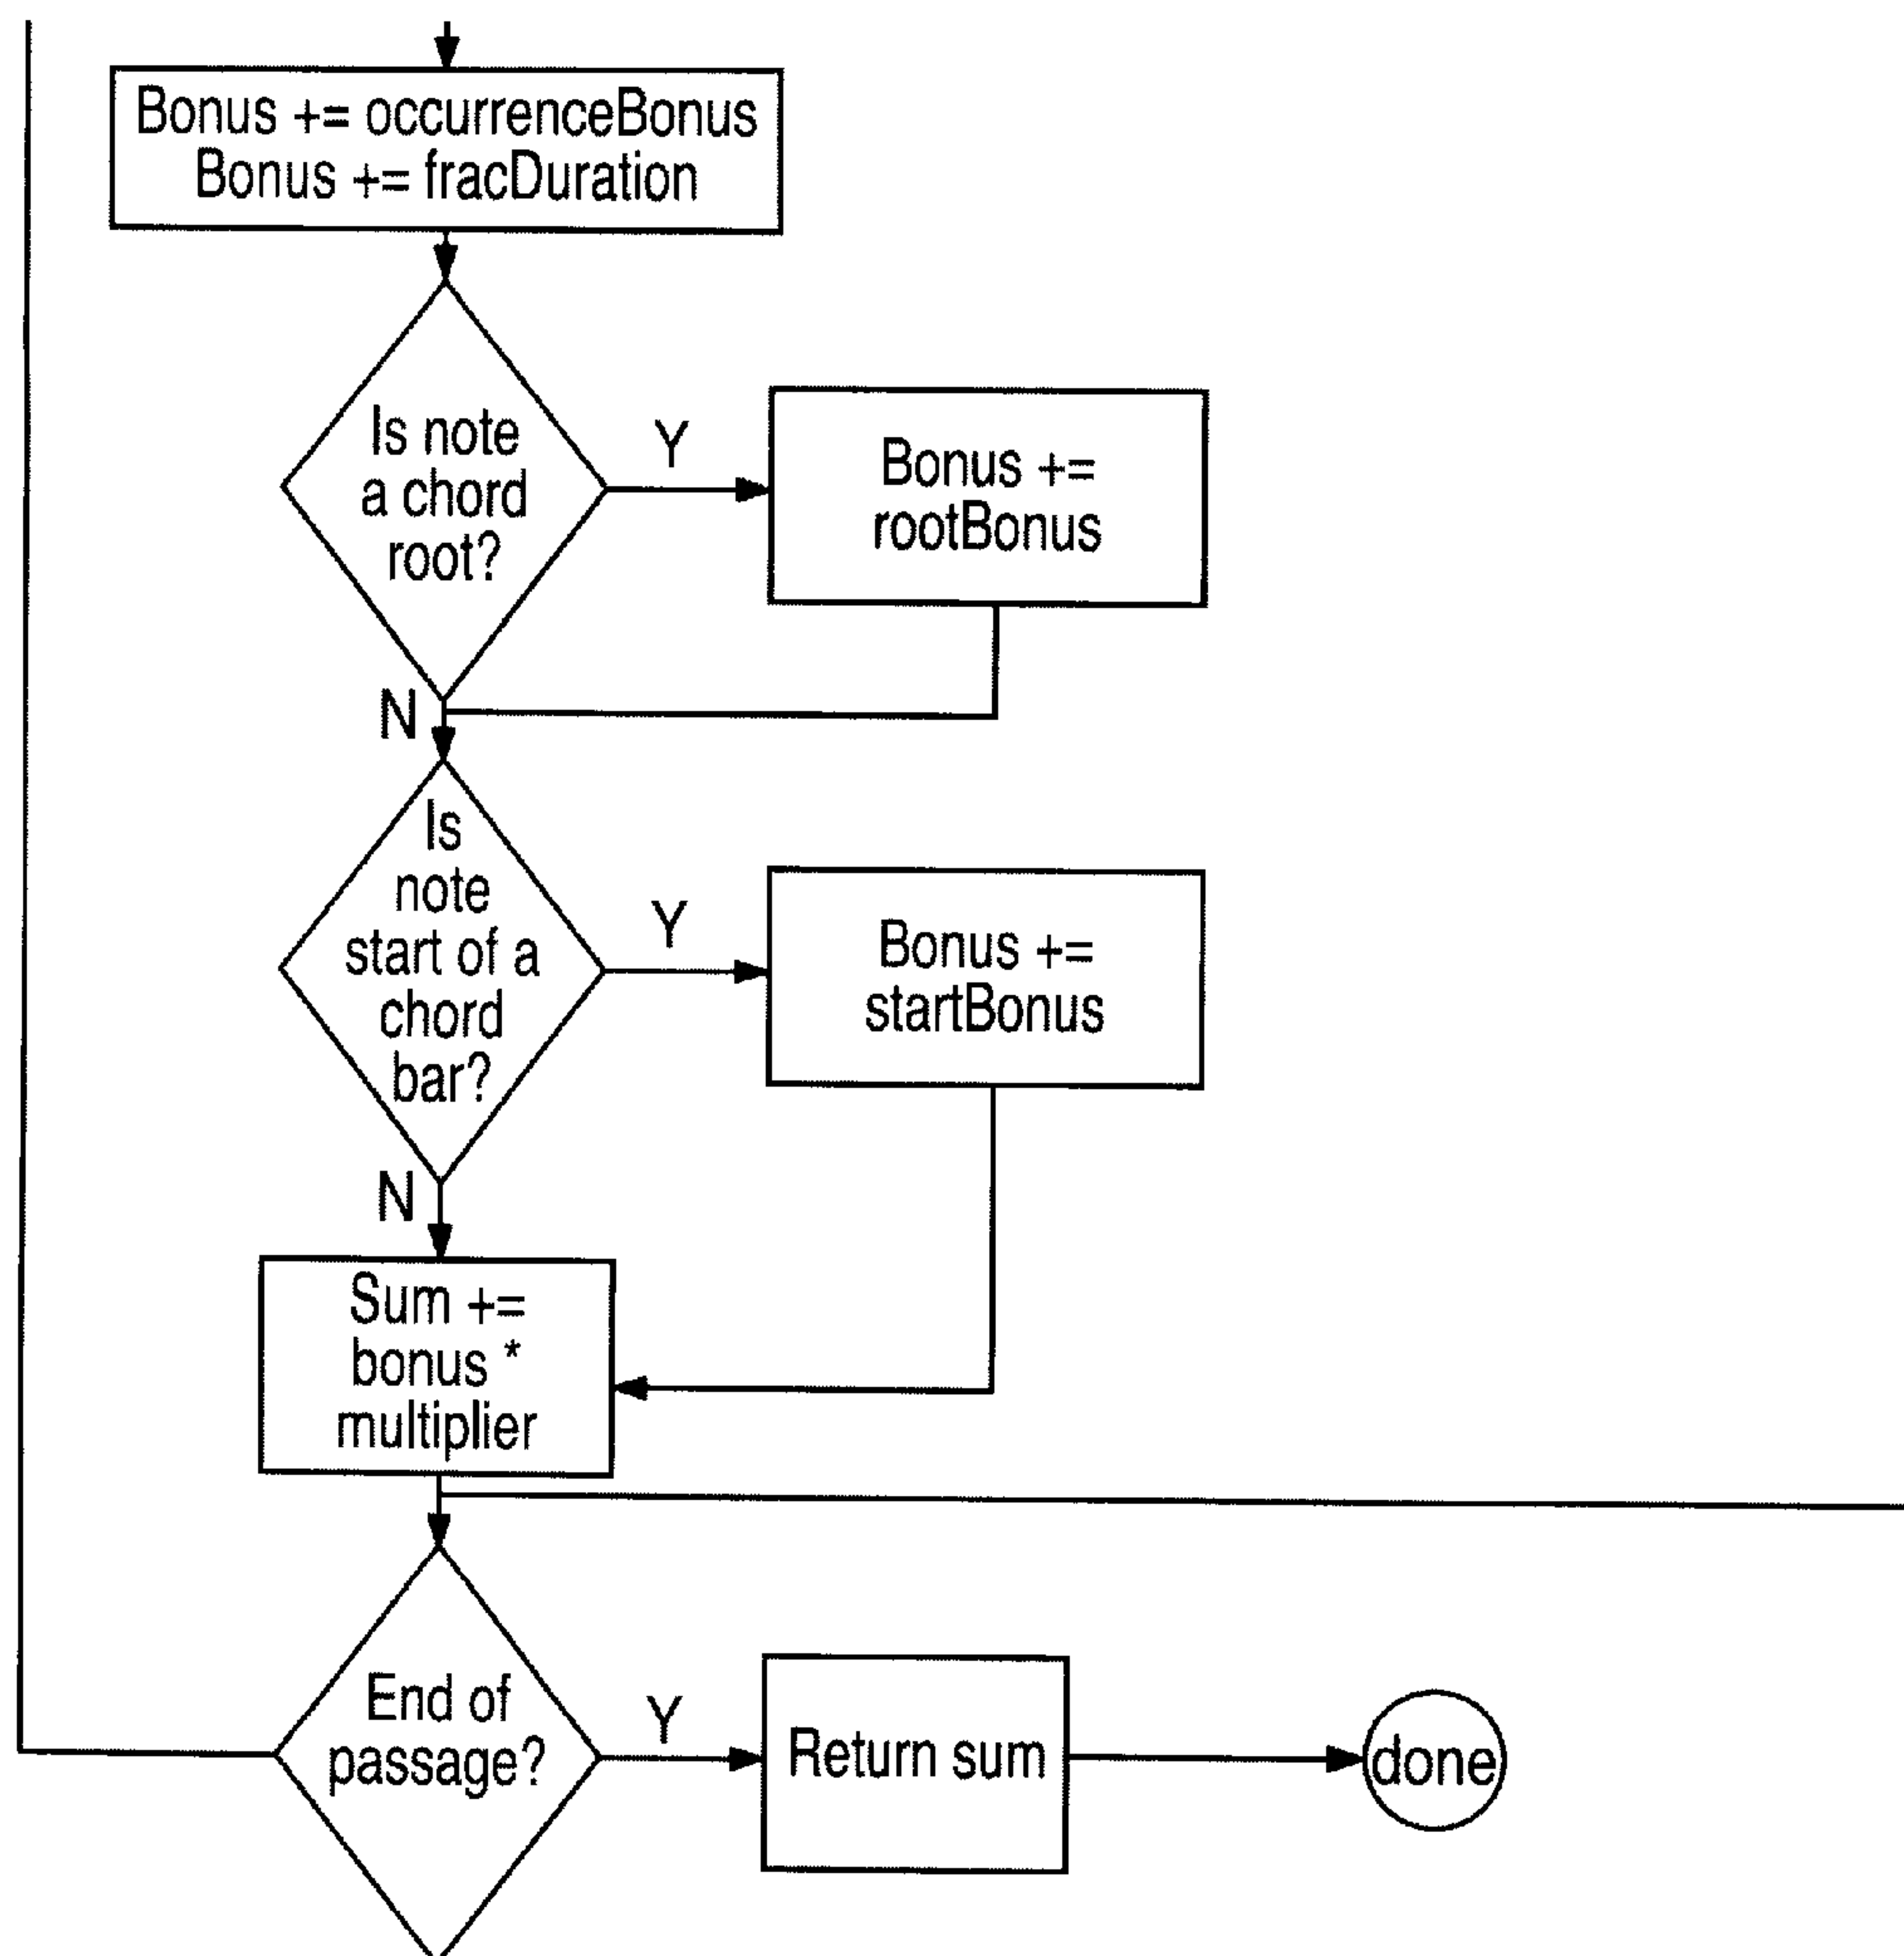 Bonus += occurrenceBonus
Bonus += fracDuration
Is note
a chord
root?
Y
Bonus +=
rootBonus
N
Is
note
start of a
chord
bar?
Y
Bonus +=
startBonus
N
Sum +=
bonus *
multiplier
End of
passage?
Y
Return sum
done